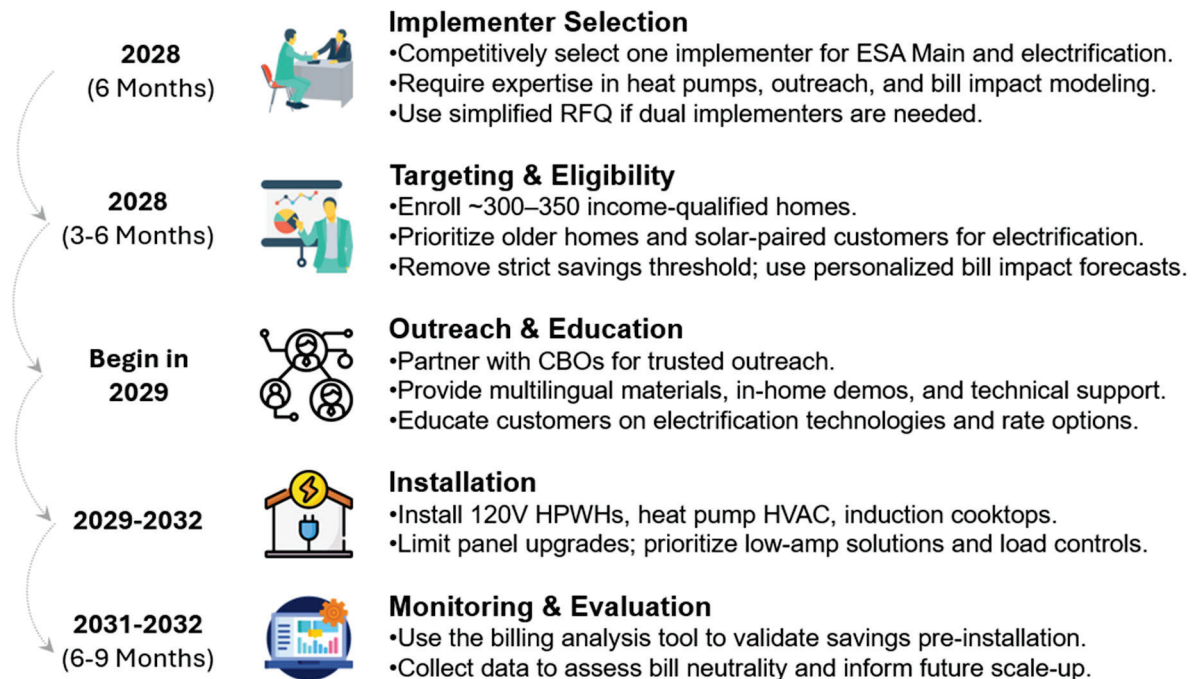 2028
(6 Months)
Implementer Selection
•Competitively select one implementer for ESA Main and electrification.
•Require expertise in heat pumps, outreach, and bill impact modeling.
•Use simplified RFQ if dual implementers are needed.
2028
(3-6 Months)
Targeting & Eligibility
•Enroll ~300–350 income-qualified homes.
•Prioritize older homes and solar-paired customers for electrification.
•Remove strict savings threshold; use personalized bill impact forecasts.
Begin in
2029
Outreach & Education
•Partner with CBOs for trusted outreach.
•Provide multilingual materials, in-home demos, and technical support.
•Educate customers on electrification technologies and rate options.
2029-2032
Installation
•Install 120V HPWHs, heat pump HVAC, induction cooktops.
•Limit panel upgrades; prioritize low-amp solutions and load controls.
2031-2032
(6-9 Months)
Monitoring & Evaluation
•Use the billing analysis tool to validate savings pre-installation.
•Collect data to assess bill neutrality and inform future scale-up.